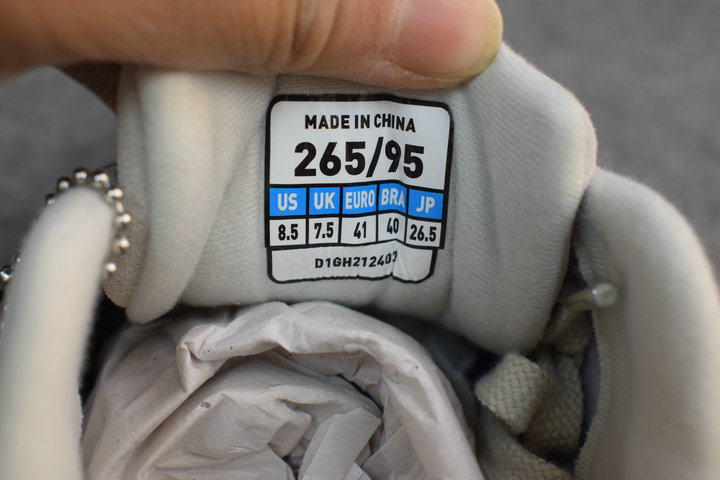 MADE IN CHINA
265/95
US UK EURO BRA JP
8.5 7.5 41 40 26.5
D1GH212403